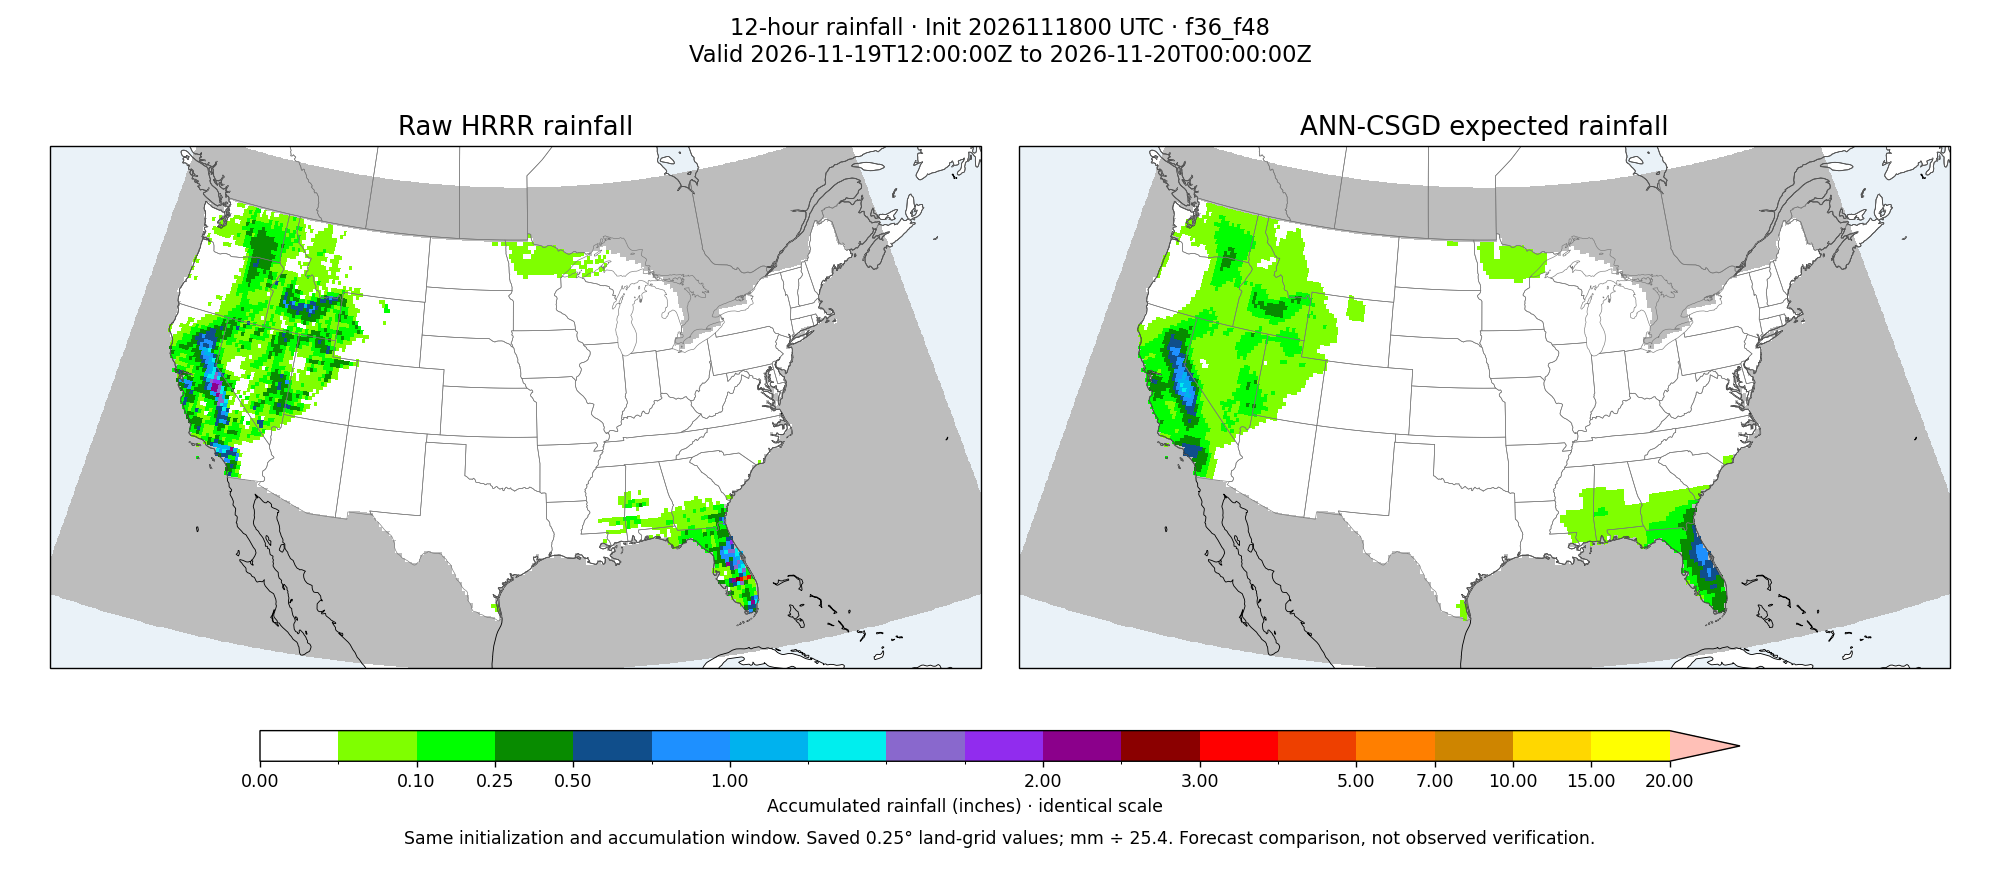 12-hour rainfall · Init 2026111800 UTC · f36_f48
Valid 2026-11-19T12:00:00Z to 2026-11-20T00:00:00Z
Raw HRRR rainfall
ANN-CSGD expected rainfall
0.00 0.10 0.25 0.50 1.00 2.00 3.00 5.00 7.00 10.00 15.00 20.00
Accumulated rainfall (inches) · identical scale
Same initialization and accumulation window. Saved 0.25° land-grid values; mm ÷ 25.4. Forecast comparison, not observed verification.